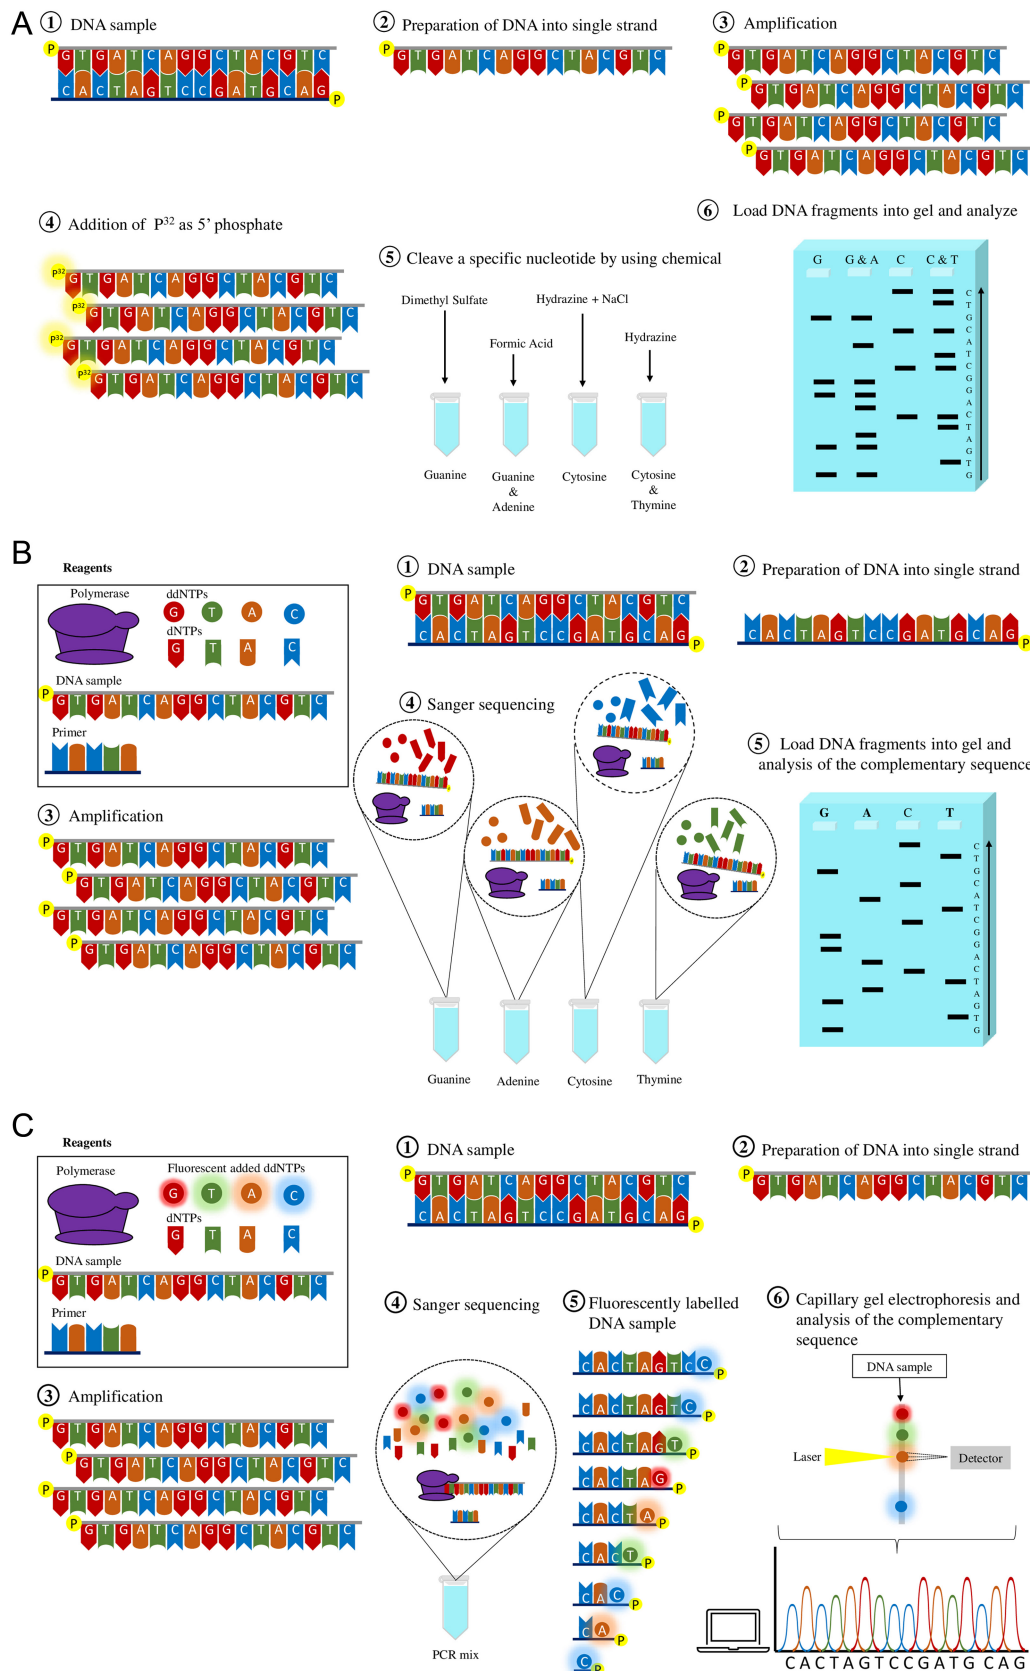 A
① DNA sample
P
G T G A T C A G G C T A C G T C
C A C T A G T C C G A T G C A G
P
② Preparation of DNA into single strand
P
G T G A T C A G G C T A C G T C
③ Amplification
P
G T G A T C A G G C T A C G T C
P
G T G A T C A G G C T A C G T C
P
G T G A T C A G G C T A C G T C
P
G T G A T C A G G C T A C G T C
④ Addition of P³² as 5' phosphate
P³²
G T G A T C A G G C T A C G T C
P³²
G T G A T C A G G C T A C G T C
P³²
G T G A T C A G G C T A C G T C
P³²
G T G A T C A G G C T A C G T C
⑤ Cleave a specific nucleotide by using chemical
Dimethyl Sulfate
Hydrazine + NaCl
Formic Acid
Hydrazine
Guanine
Guanine
&
Adenine
Cytosine
Cytosine
&
Thymine
⑥ Load DNA fragments into gel and analyze
G G & A C C & T
C
T
G
C
A
T
C
G
G
A
C
T
A
G
T
G
B
Reagents
Polymerase
ddNTPs
G T A C
dNTPs
G T A C
DNA sample
P
G T G A T C A G G C T A C G T C
Primer
① DNA sample
P
G T G A T C A G G C T A C G T C
C A C T A G T C C G A T G C A G
P
② Preparation of DNA into single strand
C A C T A G T C C G A T G C A G
P
③ Amplification
P
G T G A T C A G G C T A C G T C
P
G T G A T C A G G C T A C G T C
P
G T G A T C A G G C T A C G T C
P
G T G A T C A G G C T A C G T C
④ Sanger sequencing
Guanine
Adenine
Cytosine
Thymine
⑤ Load DNA fragments into gel and
analysis of the complementary sequence
G A C T
C
T
G
C
A
T
C
G
G
A
C
T
A
G
T
G
C
Reagents
Polymerase
Fluorescent added ddNTPs
G T A C
dNTPs
G T A C
DNA sample
P
G T G A T C A G G C T A C G T C
Primer
① DNA sample
P
G T G A T C A G G C T A C G T C
C A C T A G T C C G A T G C A G
P
② Preparation of DNA into single strand
P
G T G A T C A G G C T A C G T C
③ Amplification
P
G T G A T C A G G C T A C G T C
P
G T G A T C A G G C T A C G T C
P
G T G A T C A G G C T A C G T C
P
G T G A T C A G G C T A C G T C
④ Sanger sequencing
PCR mix
⑤ Fluorescently labelled
DNA sample
C A C T A G T C C P
C A C T A G T C P
C A C T A G T P
C A C T A G P
C A C T A P
C A C T P
C A C P
C A P
C P
⑥ Capillary gel electrophoresis and
analysis of the complementary
sequence
DNA sample
Laser
Detector
C A C T A G T C C G A T G C A G